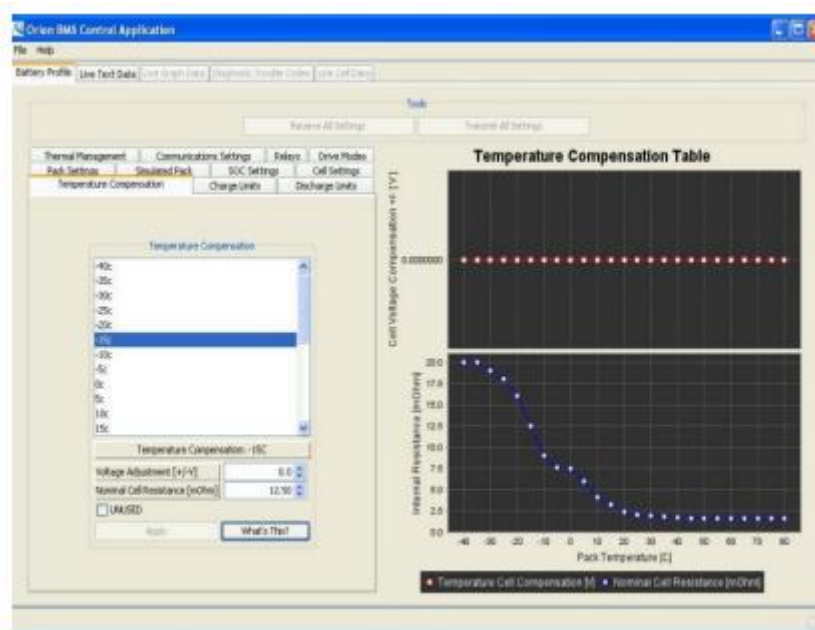 Orion BMS Control Application
File Help
Battery Profile Live Text Data Live Graph Data Diagnostic Trouble Codes Live Cell Data
Tools
Receive All Settings Transmit All Settings
Thermal Management Communications Settings Relays Drive Modes
Pack Settings Simulated Pack SOC Settings Cell Settings
Temperature Compensation Charge Limits Discharge Limits
Temperature Compensation
-40c
-35c
-30c
-25c
-20c
-15c
-10c
-5c
0c
5c
10c
15c
Temperature Compensation: -15C
Voltage Adjustment [+/-V] 0.0
Nominal Cell Resistance [mOhm] 12.50
UNUSED
Apply What's This?
Temperature Compensation Table
Cell Voltage Compensation +/- [V]
0.0000000
Internal Resistance [mOhm]
20.0
17.5
15.0
12.5
10.0
7.5
5.0
2.5
0.0
-40 -30 -20 -10 0 10 20 30 40 50 60 70 80
Pack Temperature [C]
Temperature Cell Compensation [V] Nominal Cell Resistance [mOhm]